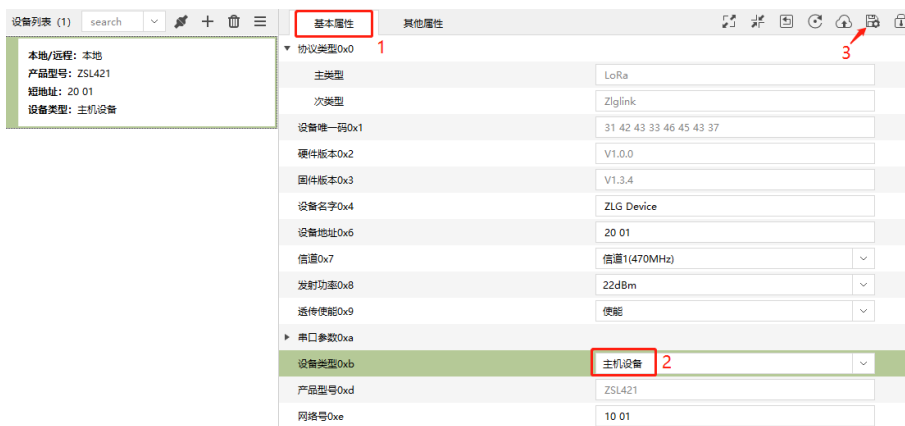 设备列表 (1) search
本地/远程: 本地
产品型号: ZSL421
短地址: 20 01
设备类型: 主机设备
基本属性 其他属性
1
3
协议类型0x0
主类型 LoRa
次类型 Zlglink
设备唯一码0x1 31 42 43 33 46 45 43 37
硬件版本0x2 V1.0.0
固件版本0x3 V1.3.4
设备名字0x4 ZLG Device
设备地址0x6 20 01
信道0x7 信道1(470MHz)
发射功率0x8 22dBm
透传使能0x9 使能
串口参数0xa
设备类型0xb 主机设备 2
产品型号0xd ZSL421
网络号0xe 10 01